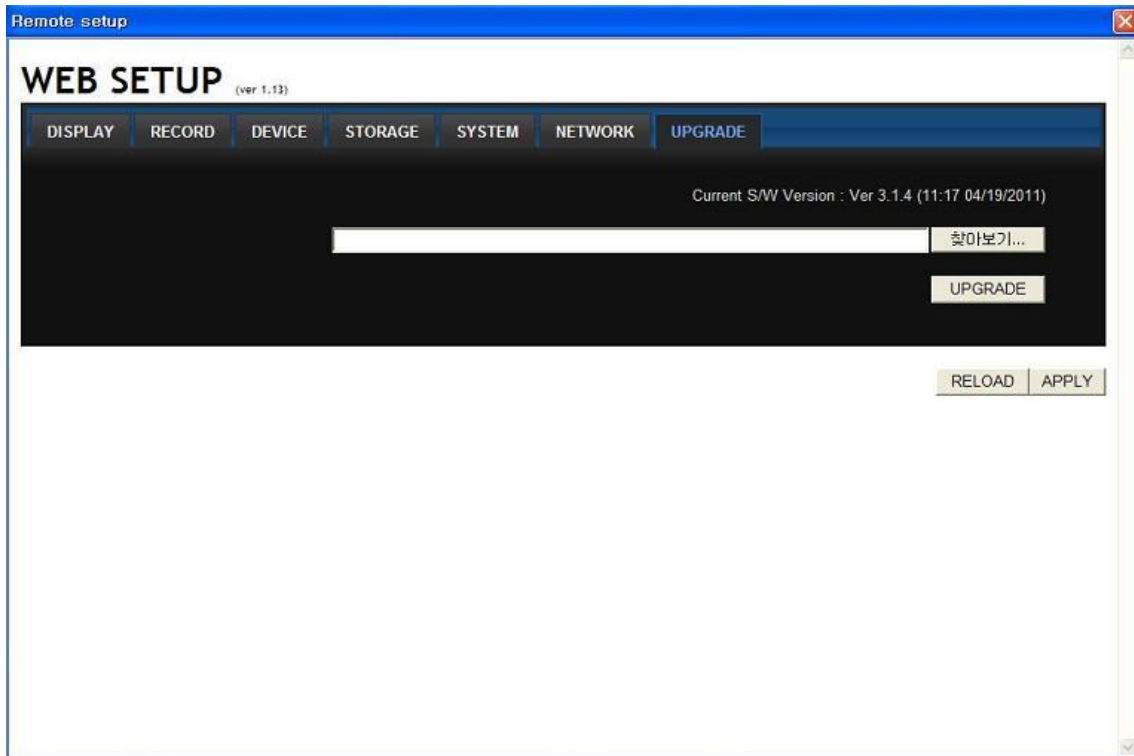 Remote setup
WEB SETUP (ver 1.13)
DISPLAY RECORD DEVICE STORAGE SYSTEM NETWORK UPGRADE
Current S/W Version : Ver 3.1.4 (11:17 04/19/2011)
찾아보기...
UPGRADE
RELOAD APPLY